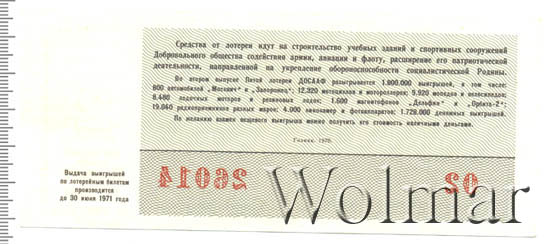 Средства от лотереи идут на строительство учебных зданий и спортивных сооружений
Добровольного общества содействия армии, авиации и флоту, расширение его патриотической
деятельности, направленной на укрепление обороноспособности социалистической Родины.
Во втором выпуске Пятой лотереи ДОСААФ разыгрывается 1.800.000 выигрышей, в том числе:
800 автомобилей „Москвич" и „Запорожец"; 12.320 мотоциклов и мотороллеров; 9.920 мопедов и велосипедов;
8.480 лодочных моторов и резиновых лодок; 1.600 магнитофонов „Дельфин" и „Орбита-2";
19.060 радиоприемников разных марок; 4.000 кинокамер и фотоаппаратов; 1.728.000 денежных выигрышей.
По желанию взамен вещевого выигрыша можно получить его стоимость наличными деньгами.
Гознак. 1970.
Выдача выигрышей
по лотерейным билетам
производится
до 30 июня 1971 года
26014
02
Wolmar